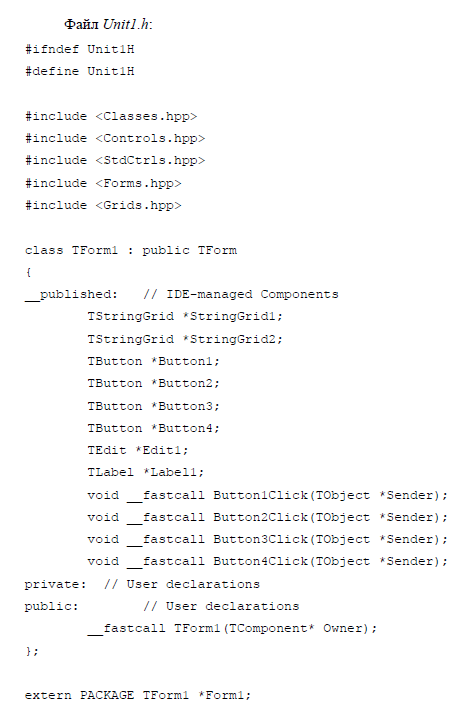 Файл Unit1.h:
#ifndef Unit1H
#define Unit1H
#include <Classes.hpp>
#include <Controls.hpp>
#include <StdCtrls.hpp>
#include <Forms.hpp>
#include <Grids.hpp>
class TForm1 : public TForm
{
__published:   // IDE-managed Components
        TStringGrid *StringGrid1;
        TStringGrid *StringGrid2;
        TButton *Button1;
        TButton *Button2;
        TButton *Button3;
        TButton *Button4;
        TEdit *Edit1;
        TLabel *Label1;
        void __fastcall Button1Click(TObject *Sender);
        void __fastcall Button2Click(TObject *Sender);
        void __fastcall Button3Click(TObject *Sender);
        void __fastcall Button4Click(TObject *Sender);
private:  // User declarations
public:        // User declarations
        __fastcall TForm1(TComponent* Owner);
};
extern PACKAGE TForm1 *Form1;